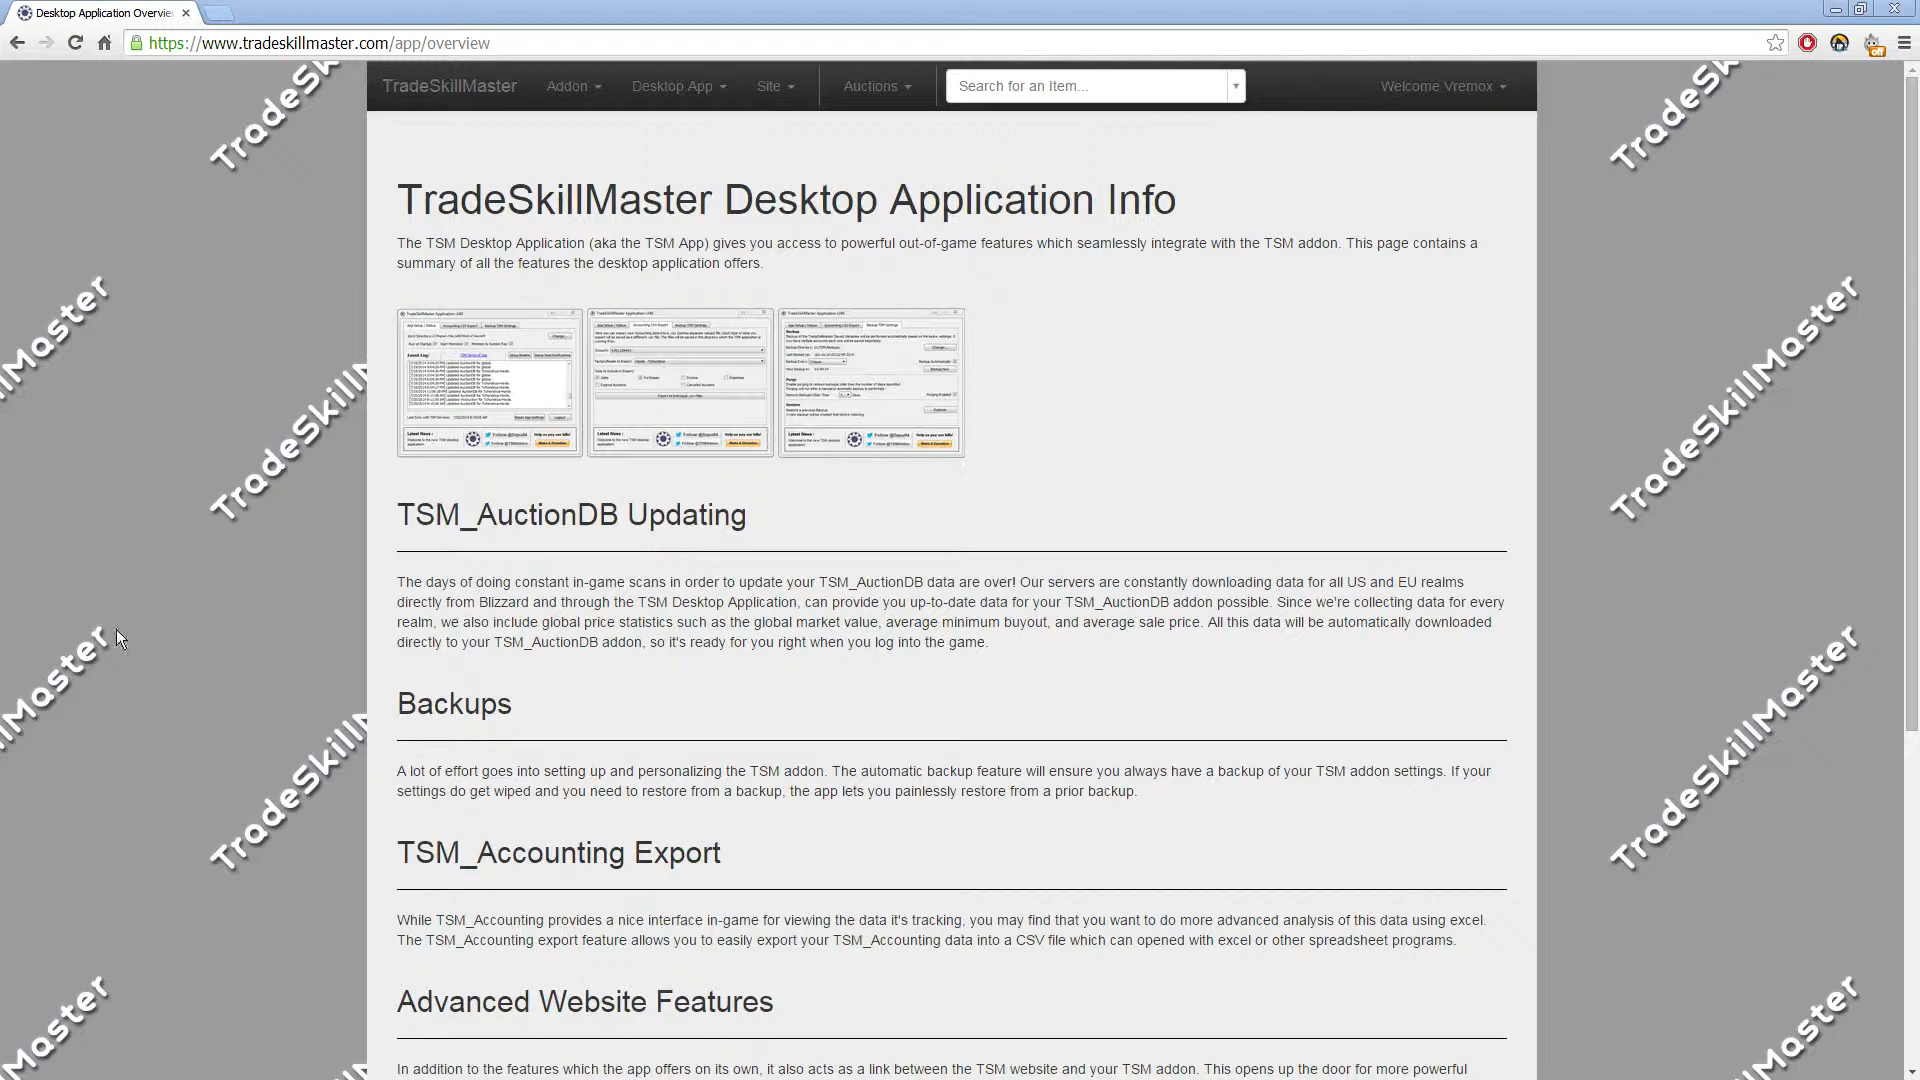 Desktop Application Overvie
https://www.tradeskillmaster.com/app/overview
TradeSkillMaster Addon Desktop App Site Auctions Search for an Item... Welcome Vremox
TradeSkillMaster Desktop Application Info
The TSM Desktop Application (aka the TSM App) gives you access to powerful out-of-game features which seamlessly integrate with the TSM addon. This page contains a
summary of all the features the desktop application offers.
TSM_AuctionDB Updating
The days of doing constant in-game scans in order to update your TSM_AuctionDB data are over! Our servers are constantly downloading data for all US and EU realms
directly from Blizzard and through the TSM Desktop Application, can provide you up-to-date data for your TSM_AuctionDB addon possible. Since we're collecting data for every
realm, we also include global price statistics such as the global market value, average minimum buyout, and average sale price. All this data will be automatically downloaded
directly to your TSM_AuctionDB addon, so it's ready for you right when you log into the game.
Backups
A lot of effort goes into setting up and personalizing the TSM addon. The automatic backup feature will ensure you always have a backup of your TSM addon settings. If your
settings do get wiped and you need to restore from a backup, the app lets you painlessly restore from a prior backup.
TSM_Accounting Export
While TSM_Accounting provides a nice interface in-game for viewing the data it's tracking, you may find that you want to do more advanced analysis of this data using excel.
The TSM_Accounting export feature allows you to easily export your TSM_Accounting data into a CSV file which can opened with excel or other spreadsheet programs.
Advanced Website Features
In addition to the features which the app offers on its own, it also acts as a link between the TSM website and your TSM addon. This opens up the door for more powerful